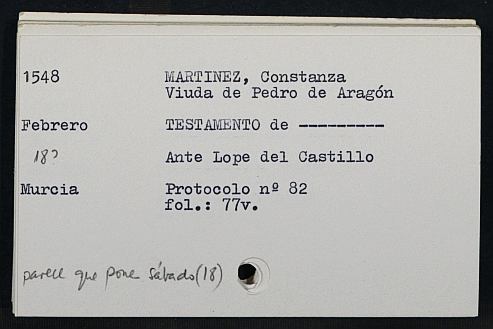 1548 MARTINEZ, Constanza
Viuda de Pedro de Aragón
Febrero TESTAMENTO de ---------
18? Ante Lope del Castillo
Murcia Protocolo nº 82
fol.: 77v.
parece que pone sábado (18)